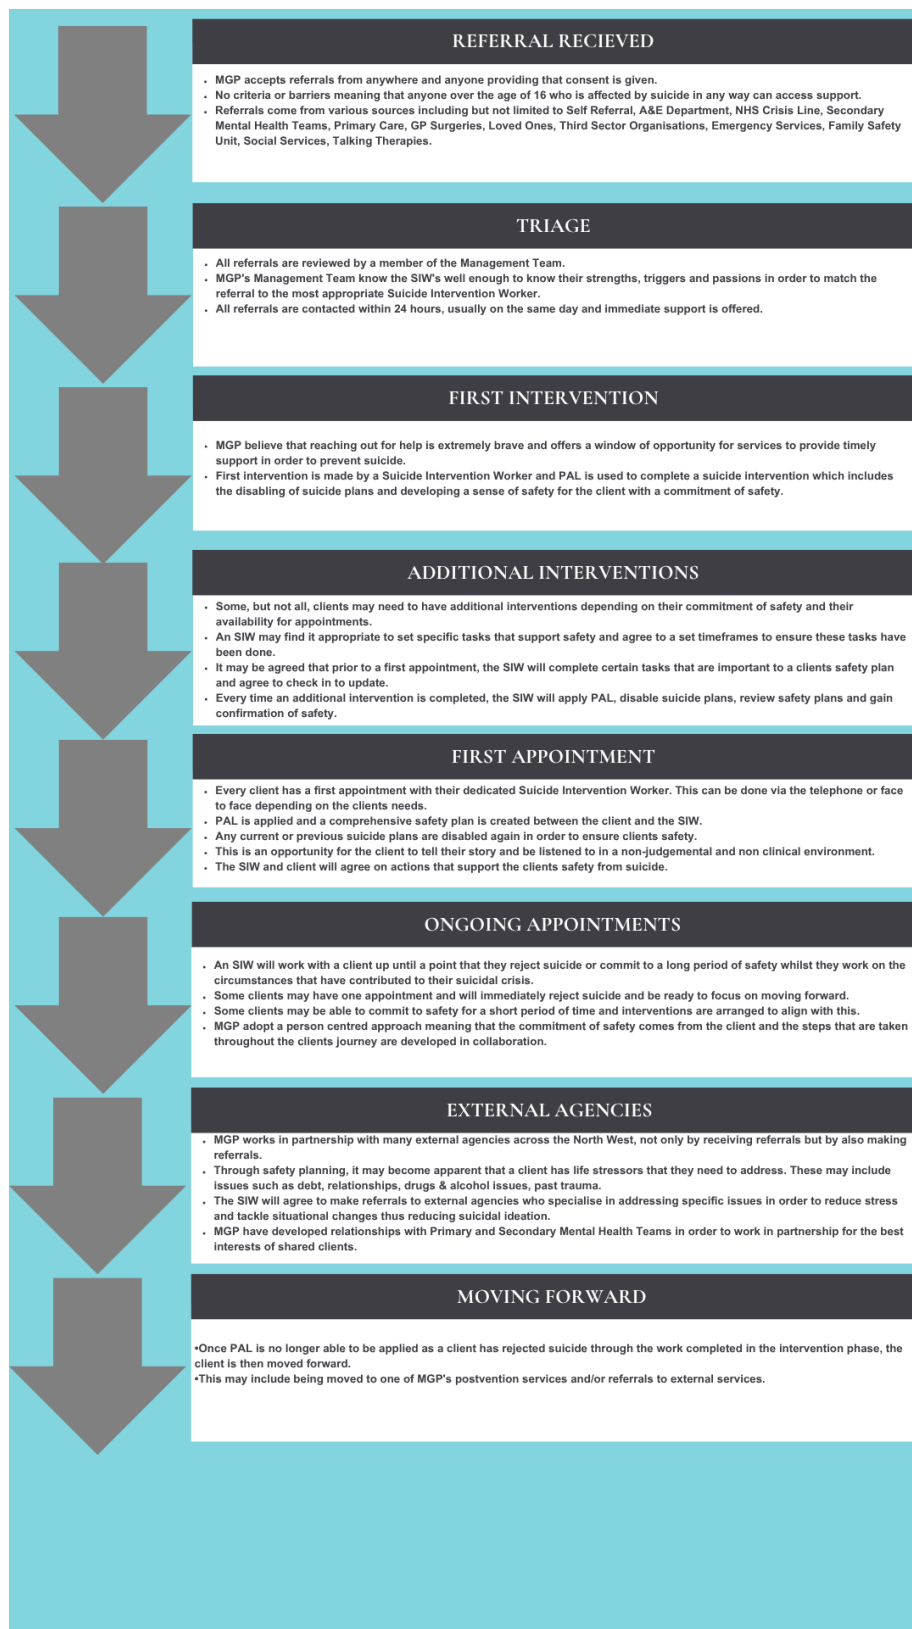 REFERRAL RECIEVED
• MGP accepts referrals from anywhere and anyone providing that consent is given.
• No criteria or barriers meaning that anyone over the age of 16 who is affected by suicide in any way can access support.
• Referrals come from various sources including but not limited to Self Referral, A&E Department, NHS Crisis Line, Secondary
Mental Health Teams, Primary Care, GP Surgeries, Loved Ones, Third Sector Organisations, Emergency Services, Family Safety
Unit, Social Services, Talking Therapies.
TRIAGE
• All referrals are reviewed by a member of the Management Team.
• MGP's Management Team know the SIW's well enough to know their strengths, triggers and passions in order to match the
referral to the most appropriate Suicide Intervention Worker.
• All referrals are contacted within 24 hours, usually on the same day and immediate support is offered.
FIRST INTERVENTION
• MGP believe that reaching out for help is extremely brave and offers a window of opportunity for services to provide timely
support in order to prevent suicide.
• First intervention is made by a Suicide Intervention Worker and PAL is used to complete a suicide intervention which includes
the disabling of suicide plans and developing a sense of safety for the client with a commitment of safety.
ADDITIONAL INTERVENTIONS
• Some, but not all, clients may need to have additional interventions depending on their commitment of safety and their
availability for appointments.
• An SIW may find it appropriate to set specific tasks that support safety and agree to a set timeframes to ensure these tasks have
been done.
• It may be agreed that prior to a first appointment, the SIW will complete certain tasks that are important to a clients safety plan
and agree to check in to update.
• Every time an additional intervention is completed, the SIW will apply PAL, disable suicide plans, review safety plans and gain
confirmation of safety.
FIRST APPOINTMENT
• Every client has a first appointment with their dedicated Suicide Intervention Worker. This can be done via the telephone or face
to face depending on the clients needs.
• PAL is applied and a comprehensive safety plan is created between the client and the SIW.
• Any current or previous suicide plans are disabled again in order to ensure clients safety.
• This is an opportunity for the client to tell their story and be listened to in a non-judgemental and non clinical environment.
• The SIW and client will agree on actions that support the clients safety from suicide.
ONGOING APPOINTMENTS
• An SIW will work with a client up until a point that they reject suicide or commit to a long period of safety whilst they work on the
circumstances that have contributed to their suicidal crisis.
• Some clients may have one appointment and will immediately reject suicide and be ready to focus on moving forward.
• Some clients may be able to commit to safety for a short period of time and interventions are arranged to align with this.
• MGP adopt a person centred approach meaning that the commitment of safety comes from the client and the steps that are taken
throughout the clients journey are developed in collaboration.
EXTERNAL AGENCIES
• MGP works in partnership with many external agencies across the North West, not only by receiving referrals but by also making
referrals.
• Through safety planning, it may become apparent that a client has life stressors that they need to address. These may include
issues such as debt, relationships, drugs & alcohol issues, past trauma.
• The SIW will agree to make referrals to external agencies who specialise in addressing specific issues in order to reduce stress
and tackle situational changes thus reducing suicidal ideation.
• MGP have developed relationships with Primary and Secondary Mental Health Teams in order to work in partnership for the best
interests of shared clients.
MOVING FORWARD
•Once PAL is no longer able to be applied as a client has rejected suicide through the work completed in the intervention phase, the
client is then moved forward.
•This may include being moved to one of MGP's postvention services and/or referrals to external services.